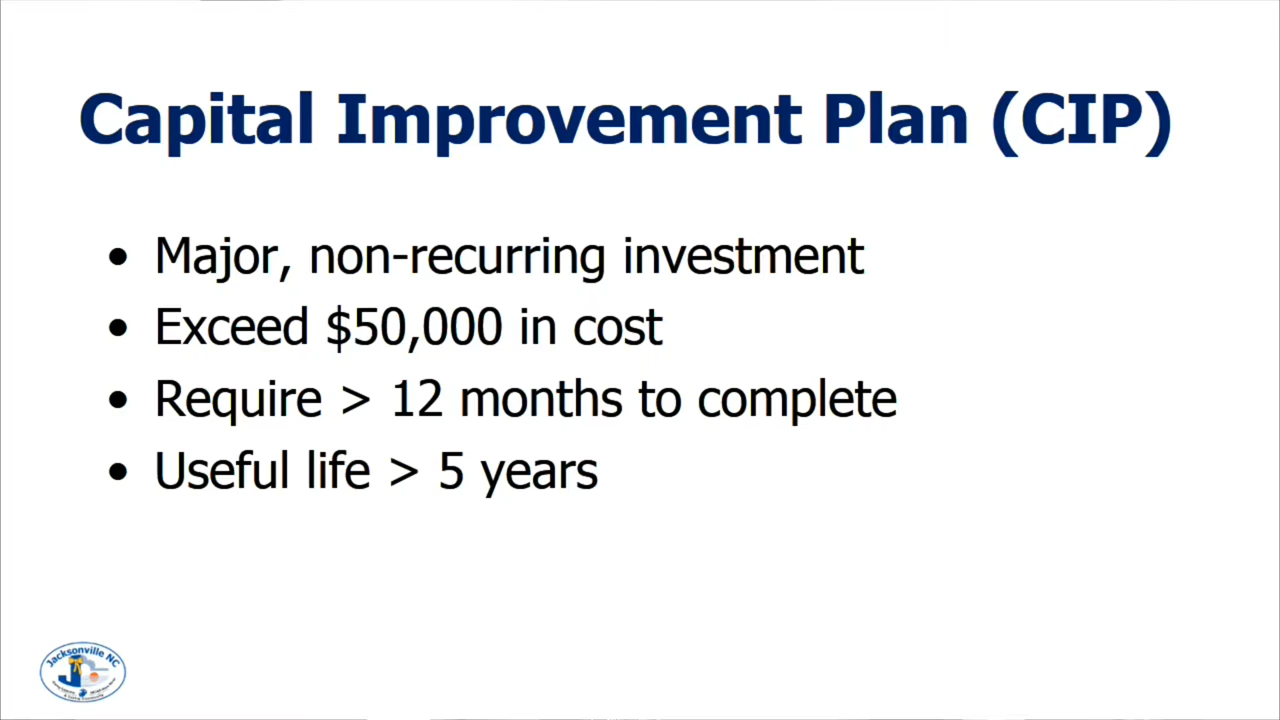 Capital Improvement Plan (CIP)
• Major, non-recurring investment
• Exceed $50,000 in cost
• Require > 12 months to complete
• Useful life > 5 years
Jacksonville NC